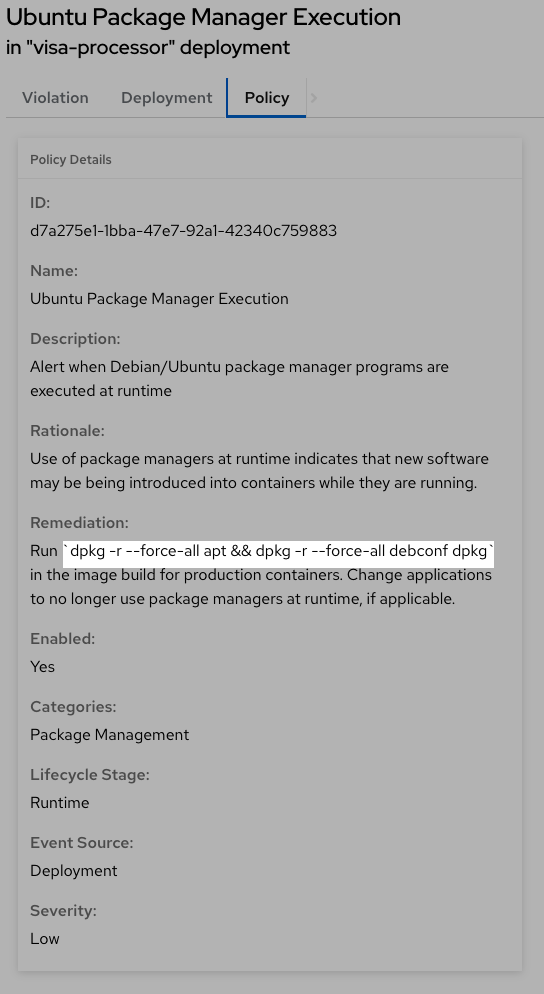 Ubuntu Package Manager Execution
in "visa-processor" deployment
Violation Deployment Policy
Policy Details
ID:
d7a275e1-1bba-47e7-92a1-42340c759883
Name:
Ubuntu Package Manager Execution
Description:
Alert when Debian/Ubuntu package manager programs are
executed at runtime
Rationale:
Use of package managers at runtime indicates that new software
may be being introduced into containers while they are running.
Remediation:
Run `dpkg -r --force-all apt && dpkg -r --force-all debconf dpkg`
in the image build for production containers. Change applications
to no longer use package managers at runtime, if applicable.
Enabled:
Yes
Categories:
Package Management
Lifecycle Stage:
Runtime
Event Source:
Deployment
Severity:
Low